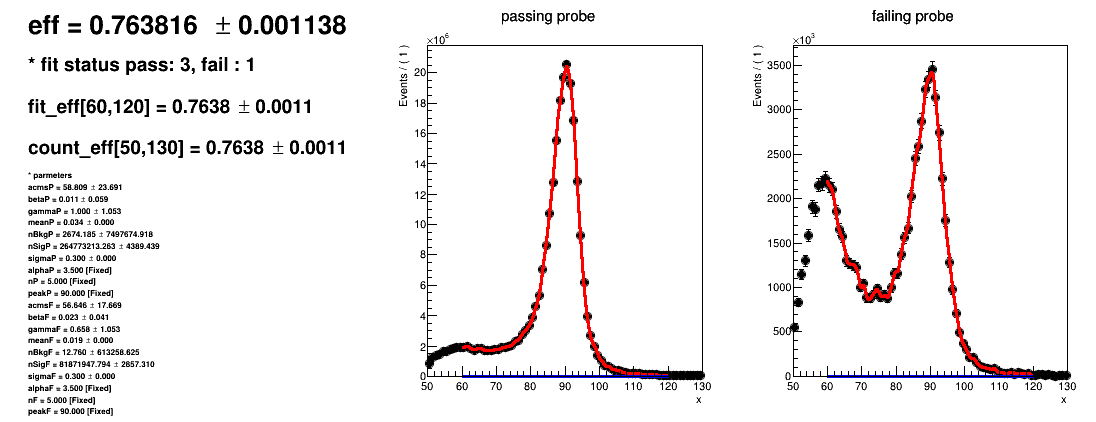 eff = 0.763816 ± 0.001138
* fit status pass: 3, fail : 1
fit_eff[60,120] = 0.7638 ± 0.0011
count_eff[50,130] = 0.7638 ± 0.0011
* parmeters
acmsP = 58.809 ± 23.691
betaP = 0.011 ± 0.059
gammaP = 1.000 ± 1.053
meanP = 0.034 ± 0.000
nBkgP = 2674.185 ± 7497674.918
nSigP = 264773213.263 ± 4389.439
sigmaP = 0.300 ± 0.000
alphaP = 3.500 [Fixed]
nP = 5.000 [Fixed]
peakP = 90.000 [Fixed]
acmsF = 56.646 ± 17.669
betaF = 0.023 ± 0.041
gammaF = 0.658 ± 1.053
meanF = 0.019 ± 0.000
nBkgF = 12.760 ± 613258.625
nSigF = 81871947.794 ± 2857.310
sigmaF = 0.300 ± 0.000
alphaF = 3.500 [Fixed]
nF = 5.000 [Fixed]
peakF = 90.000 [Fixed]
passing probe
×10⁶
Events / ( 1 )
20
18
16
14
12
10
8
6
4
2
0
50 60 70 80 90 100 110 120 130
x
failing probe
×10³
Events / ( 1 )
3500
3000
2500
2000
1500
1000
500
0
50 60 70 80 90 100 110 120 130
x